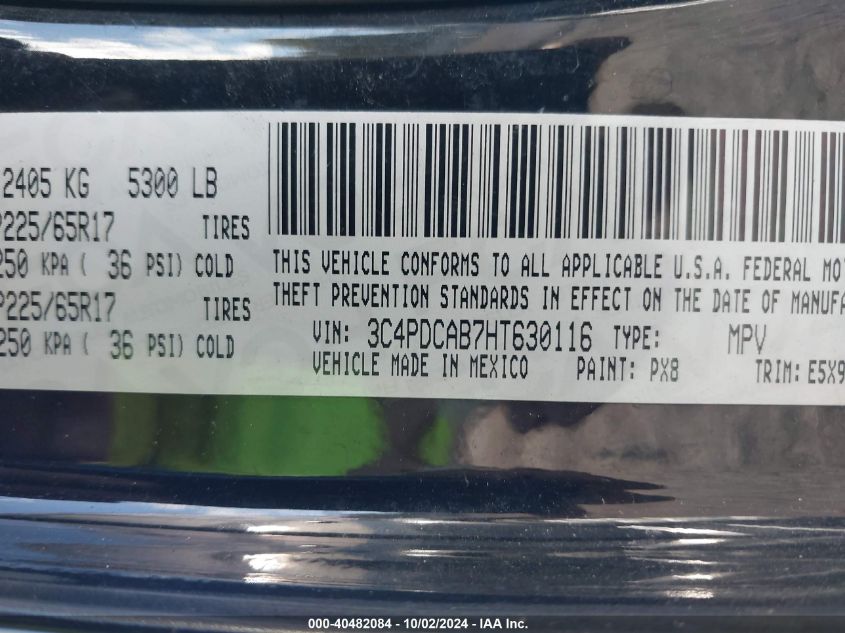 2405 KG 5300 LB
P225/65R17 TIRES
250 KPA ( 36 PSI) COLD
P225/65R17 TIRES
250 KPA ( 36 PSI) COLD
THIS VEHICLE CONFORMS TO ALL APPLICABLE U.S.A. FEDERAL MOT
THEFT PREVENTION STANDARDS IN EFFECT ON THE DATE OF MANUFA
VIN: 3C4PDCAB7HT630116 TYPE: MPV
VEHICLE MADE IN MEXICO PAINT: PX8 TRIM: E5X9
000-40482084 - 10/02/2024 - IAA Inc.